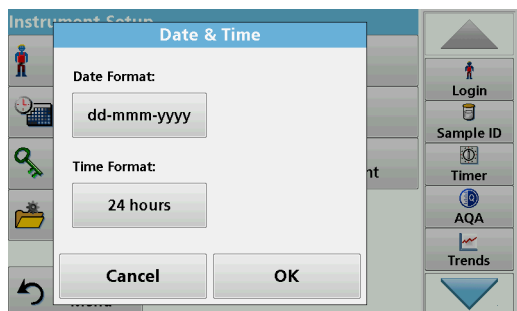 Instrument Setup
Date & Time
Date Format:
dd-mmm-yyyy
Time Format:
24 hours
Cancel
OK
Menu
Login
Sample ID
Timer
AQA
Trends